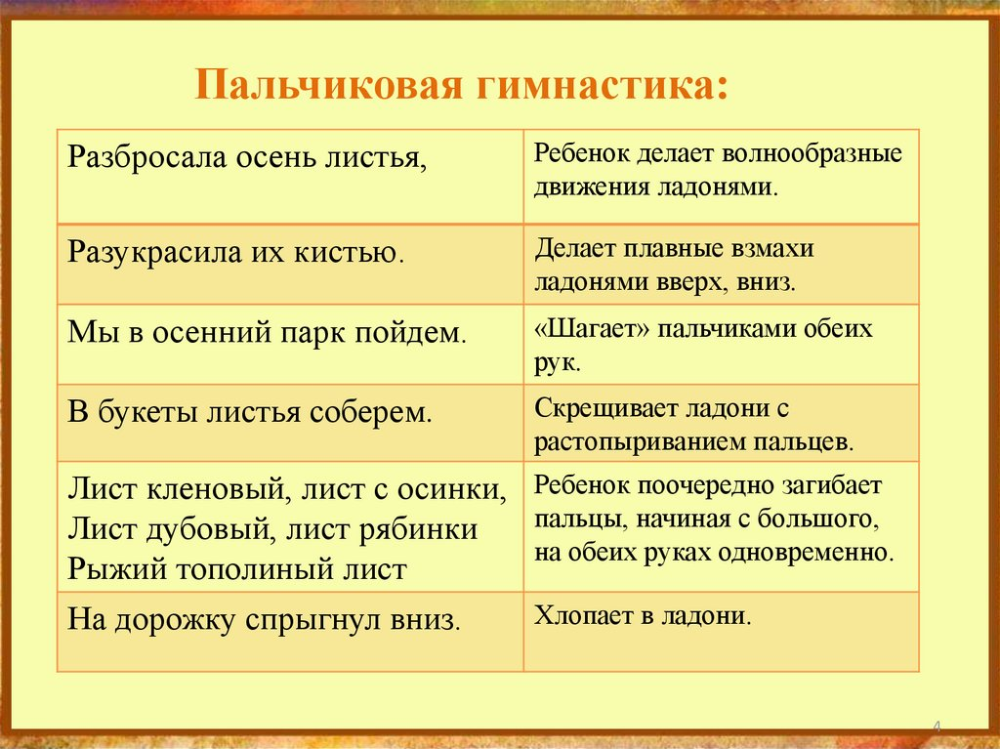 Пальчиковая гимнастика:
Разбросала осень листья,
Ребенок делает волнообразные
движения ладонями.
Разукрасила их кистью.
Делает плавные взмахи
ладонями вверх, вниз.
Мы в осенний парк пойдем.
«Шагает» пальчиками обеих
рук.
В букеты листья соберем.
Скрещивает ладони с
растопыриванием пальцев.
Лист кленовый, лист с осинки,
Лист дубовый, лист рябинки
Рыжий тополиный лист
Ребенок поочередно загибает
пальцы, начиная с большого,
на обеих руках одновременно.
На дорожку спрыгнул вниз.
Хлопает в ладони.
4